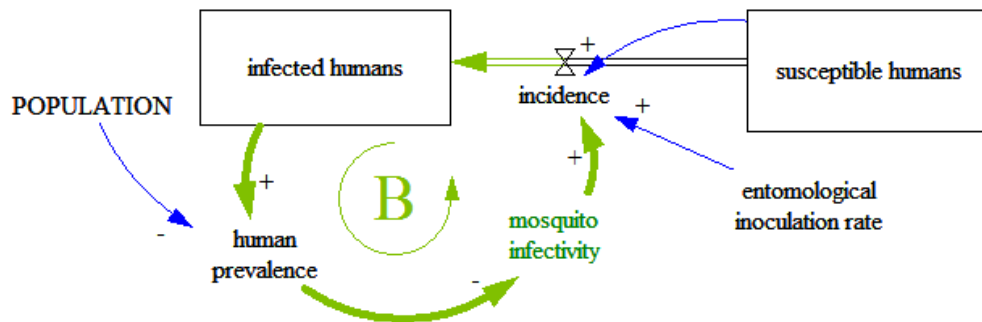 +
infected humans
susceptible humans
incidence
POPULATION
+
+
+
B
entomological
inoculation rate
-
human
prevalence
mosquito
infectivity
-